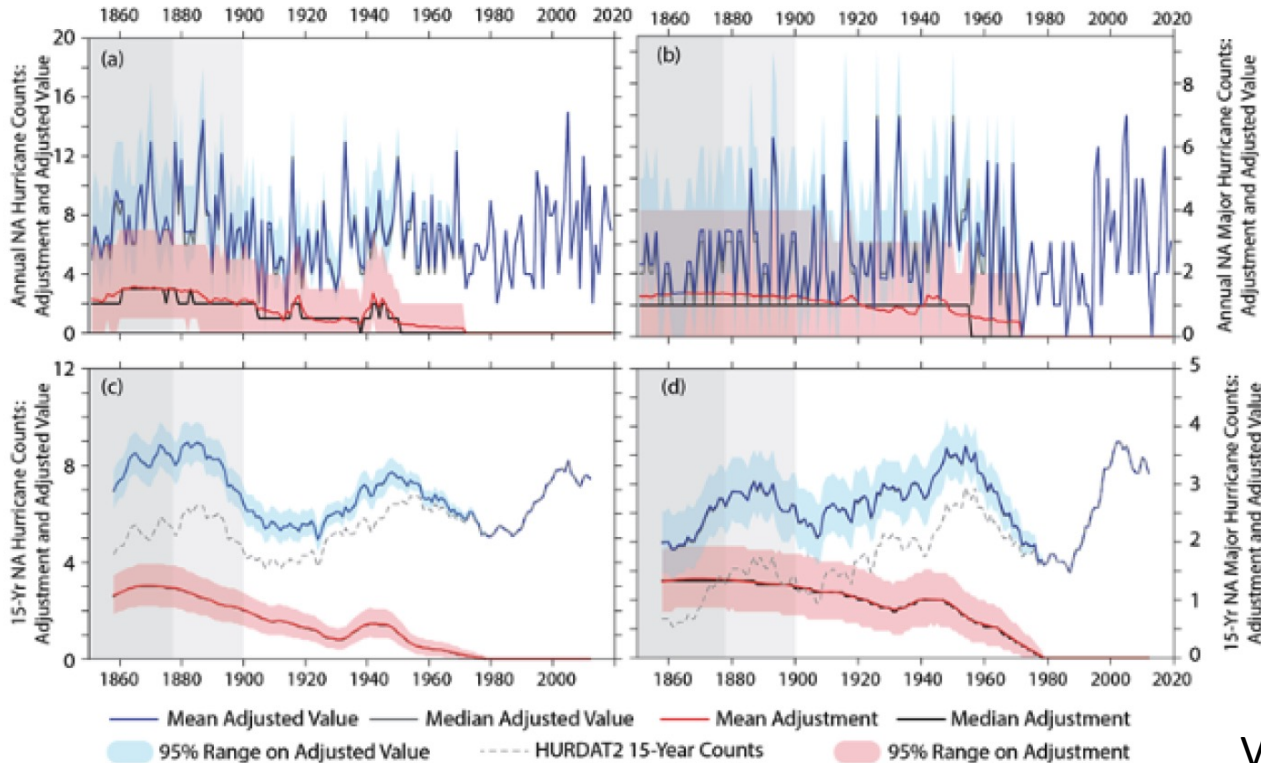 1860 1880 1900 1920 1940 1960 1980 2000 2019 1860 1880 1900 1920 1940 1960 1980 2000 2020
Annual NA Hurricane Counts:
Adjustment and Adjusted Value
20
16
12
8
4
0
(a)
(b)
8
6
4
2
0
Annual NA Major Hurricane Counts:
Adjustment and Adjusted Value
15-Yr NA Hurricane Counts:
Adjustment and Adjusted Value
12
8
4
0
(c)
(d)
5
4
3
2
1
0
15-Yr NA Major Hurricane Counts:
Adjustment and Adjusted Value
1860 1880 1900 1920 1940 1960 1980 2000 1860 1880 1900 1920 1940 1960 1980 2000 2020
Mean Adjusted Value Median Adjusted Value Mean Adjustment Median Adjustment
95% Range on Adjusted Value HURDAT2 15-Year Counts 95% Range on Adjustment